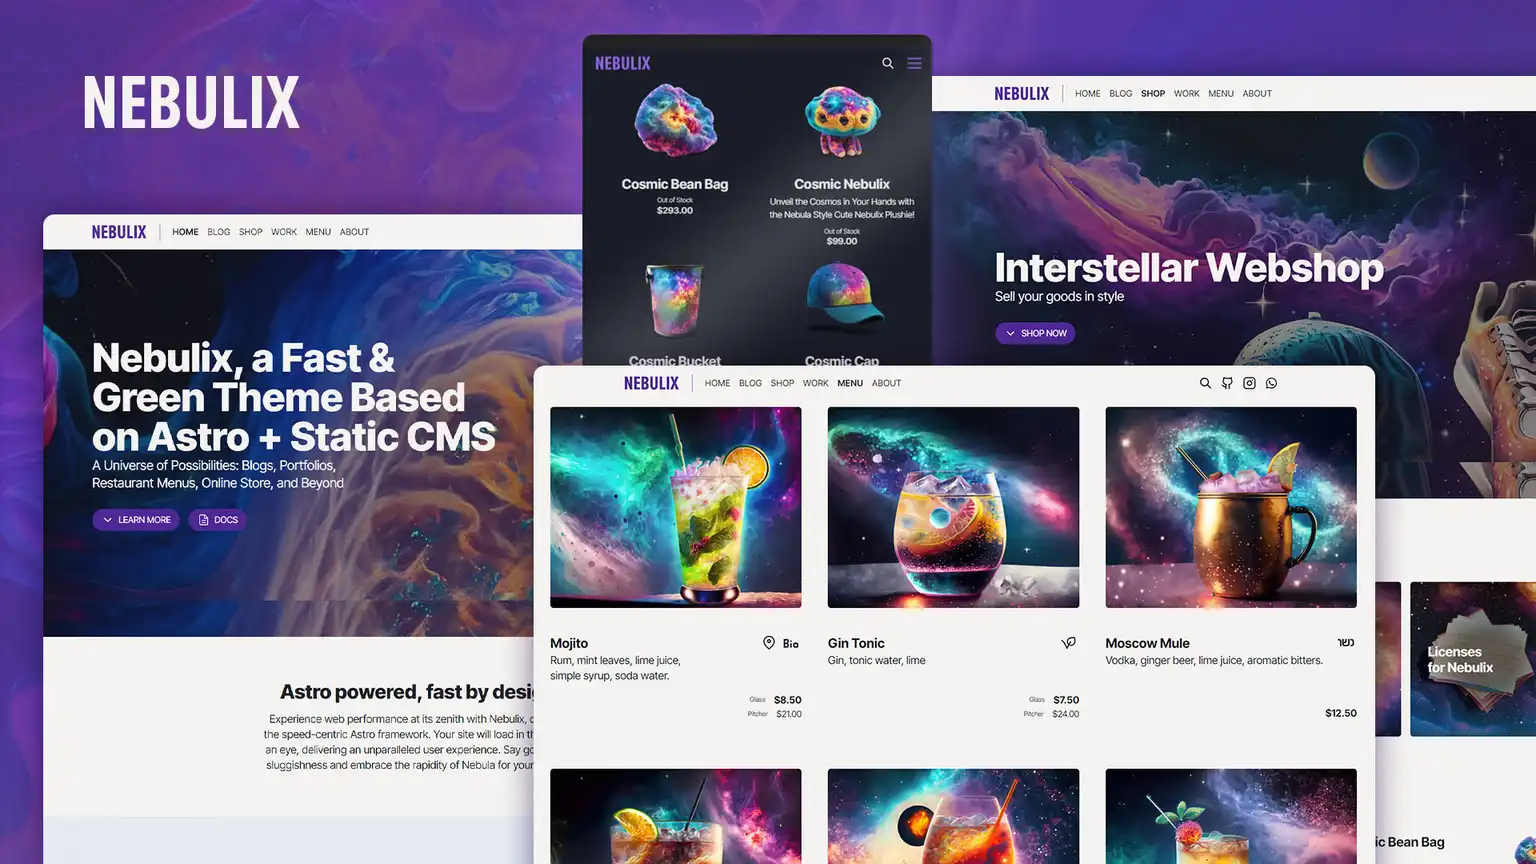 NEBULIX
NEBULIX
HOME BLOG SHOP WORK MENU ABOUT
Nebulix, a Fast &
Green Theme Based
on Astro + Static CMS
A Universe of Possibilities: Blogs, Portfolios,
Restaurant Menus, Online Store, and Beyond
LEARN MORE
DOCS
Astro powered, fast by desi
Experience web performance at its zenith with Nebulix,
the speed-centric Astro framework. Your site will load in th
an eye, delivering an unparalleled user experience. Say go
sluggishness and embrace the rapidity of Nebula for your
NEBULIX
Cosmic Bean Bag
Out of Stock
$293.00
Cosmic Nebulix
Unveil the Cosmos in Your Hands with
the Nebula Style Cute Nebulix Plushie!
Out of Stock
$99.00
Cosmic Bucket
Cosmic Cap
NEBULIX
HOME BLOG SHOP WORK MENU ABOUT
Interstellar Webshop
Sell your goods in style
SHOP NOW
NEBULIX
HOME BLOG SHOP WORK MENU ABOUT
Mojito
Bio
Rum, mint leaves, lime juice,
simple syrup, soda water.
Glass $8.50
Pitcher $21.00
Gin Tonic
Gin, tonic water, lime
Glass $7.50
Pitcher $24.00
Moscow Mule
כשר
Vodka, ginger beer, lime juice, aromatic bitters.
$12.50
Licenses
for Nebulix
ic Bean Bag